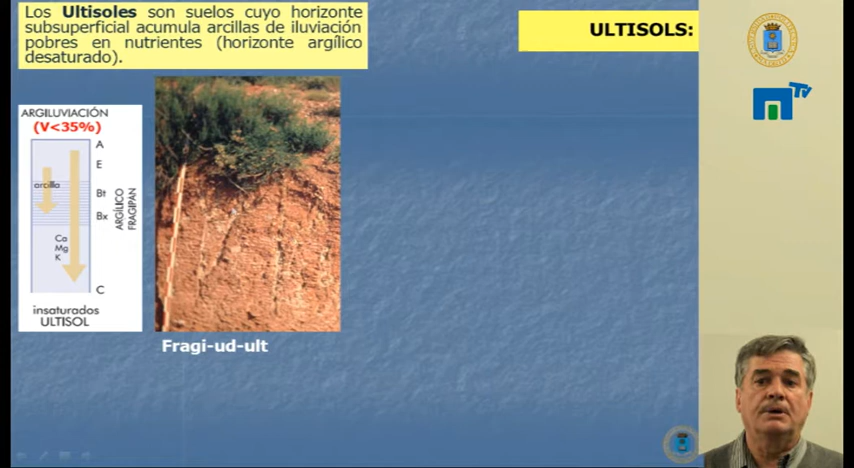 Los Ultisoles son suelos cuyo horizonte
subsuperficial acumula arcillas de iluviación
pobres en nutrientes (horizonte argílico
desaturado).
ULTISOLS:
TV
ARGILUVIACIÓN
(V<35%)
A
E
arcilla
Bt
Bx
ARGÍLICO
FRAGIPAN
Ca
Mg
K
C
insaturados
ULTISOL
Fragi-ud-ult